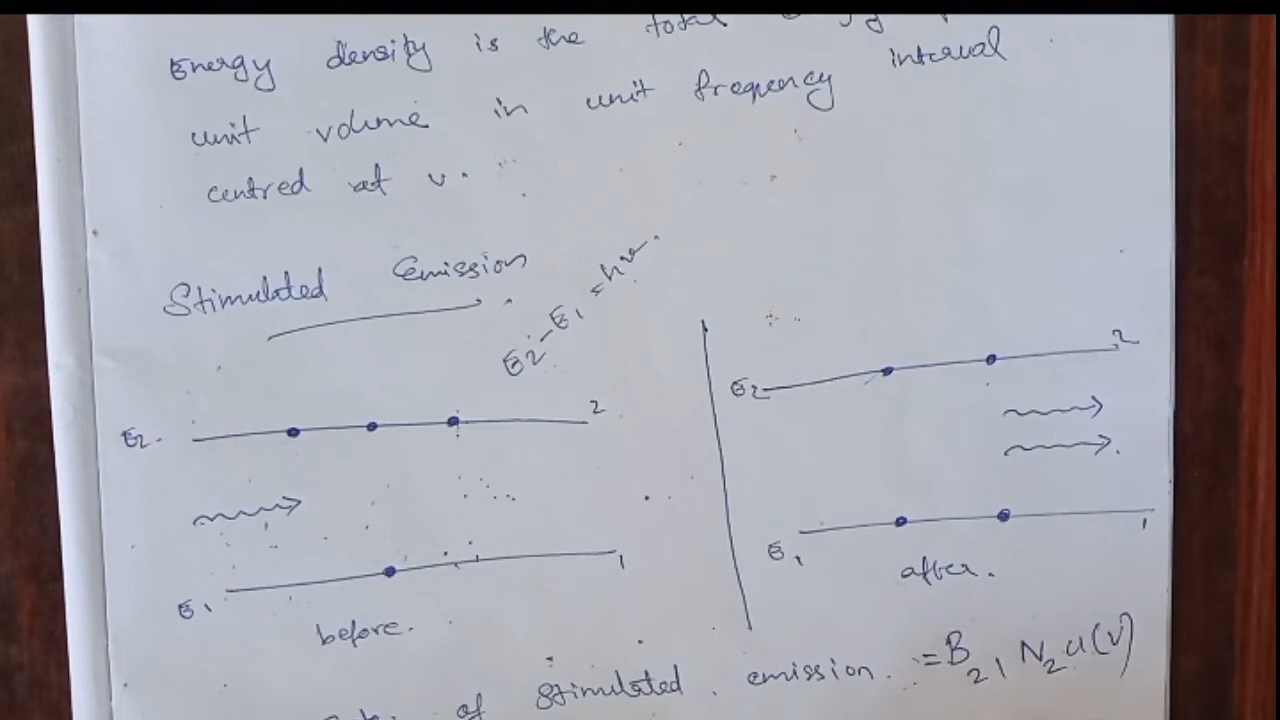 Energy density is the total
unit volume in unit frequency interval
centred at ν.
Stimulated Emission
E2 - E1 = hν.
E2. 2
E1 1
before.
E2 2
E1 1
after.
of Stimulated emission. = B21 N2 u(ν)